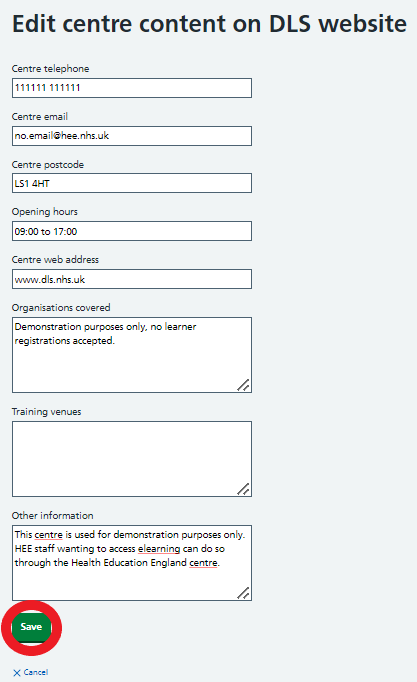 Edit centre content on DLS website
Centre telephone
111111 111111
Centre email
no.email@hee.nhs.uk
Centre postcode
LS1 4HT
Opening hours
09:00 to 17:00
Centre web address
www.dls.nhs.uk
Organisations covered
Demonstration purposes only, no learner
registrations accepted.
Training venues
Other information
This centre is used for demonstration purposes only.
HEE staff wanting to access elearning can do so
through the Health Education England centre.
Save
Cancel